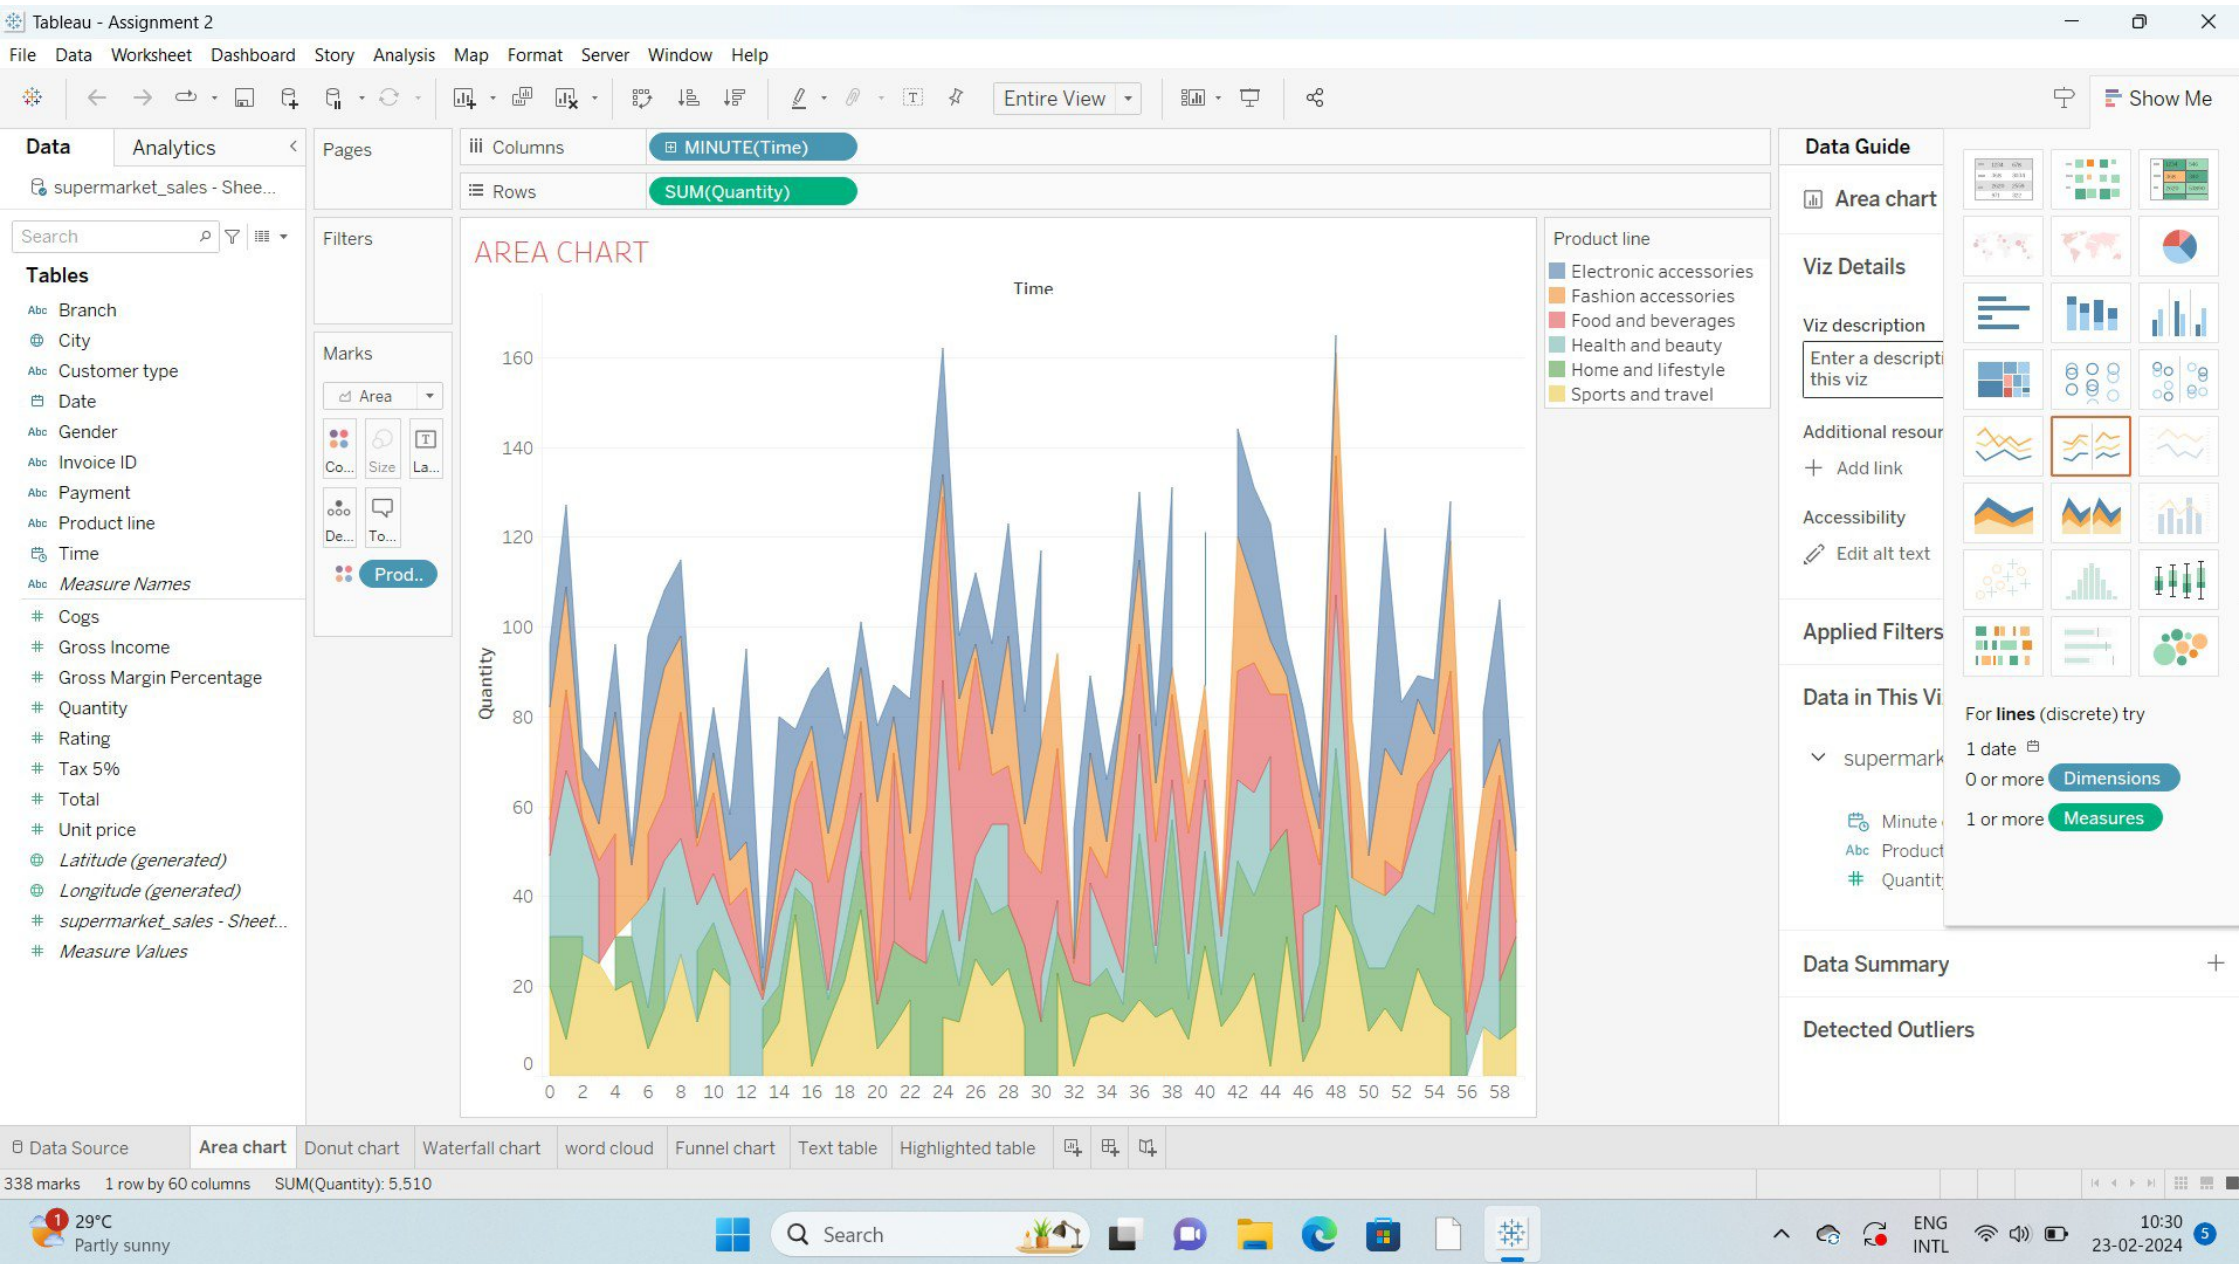 Tableau - Assignment 2
File Data Worksheet Dashboard Story Analysis Map Format Server Window Help
Entire View
Show Me
Data Analytics
supermarket_sales - Shee...
Search
Tables
Abc Branch
City
Abc Customer type
Date
Abc Gender
Abc Invoice ID
Abc Payment
Abc Product line
Time
Abc Measure Names
# Cogs
# Gross Income
# Gross Margin Percentage
# Quantity
# Rating
# Tax 5%
# Total
# Unit price
Latitude (generated)
Longitude (generated)
# supermarket_sales - Sheet...
# Measure Values
Pages
Filters
Marks
Area
Co... Size La...
De... To...
Prod..
Columns MINUTE(Time)
Rows SUM(Quantity)
AREA CHART
Time
Quantity
160
140
120
100
80
60
40
20
0
0 2 4 6 8 10 12 14 16 18 20 22 24 26 28 30 32 34 36 38 40 42 44 46 48 50 52 54 56 58
Product line
Electronic accessories
Fashion accessories
Food and beverages
Health and beauty
Home and lifestyle
Sports and travel
Data Guide
Area chart
Viz Details
Viz description
Enter a descripti
this viz
Additional resour
Add link
Accessibility
Edit alt text
Applied Filters
Data in This Vi
supermark
Minute
Abc Product
# Quantit
Data Summary
Detected Outliers
For lines (discrete) try
1 date
0 or more Dimensions
1 or more Measures
Data Source Area chart Donut chart Waterfall chart word cloud Funnel chart Text table Highlighted table
338 marks 1 row by 60 columns SUM(Quantity): 5,510
1
29°C
Partly sunny
Search
ENG
INTL
10:30
23-02-2024
5